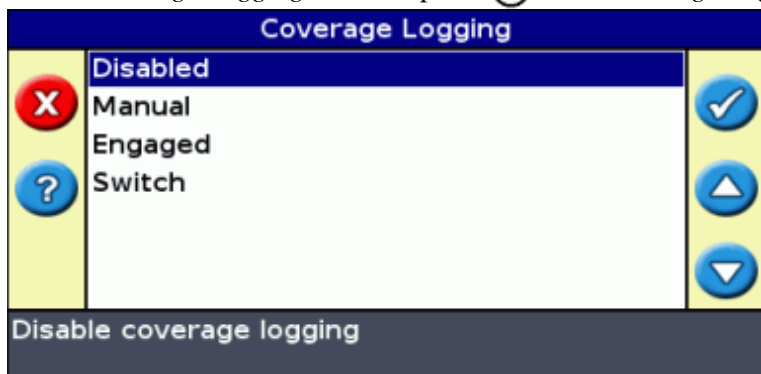 Coverage Logging
Disabled
Manual
Engaged
Switch
X
?
Disable coverage logging